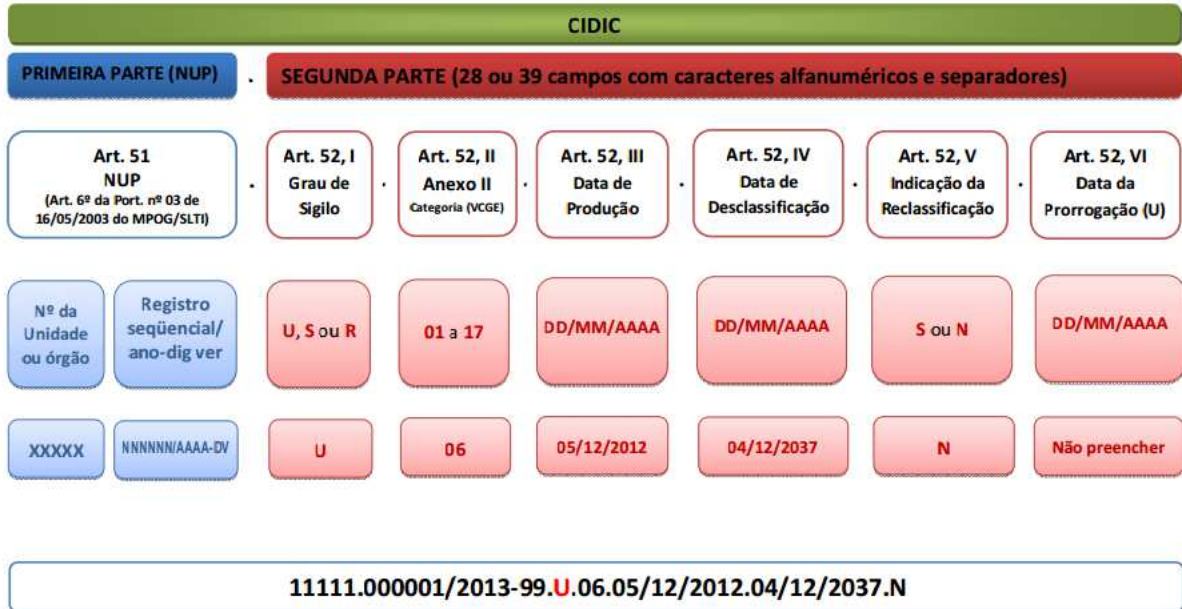 CIDIC
PRIMEIRA PARTE (NUP) . SEGUNDA PARTE (28 ou 39 campos com caracteres alfanuméricos e separadores)
Art. 51
NUP
(Art. 6º da Port. nº 03 de
16/05/2003 do MPOG/SLTI)
.
Art. 52, I
Grau de
Sigilo
.
Art. 52, II
Anexo II
Categoria (VCGE)
.
Art. 52, III
Data de
Produção
.
Art. 52, IV
Data de
Desclassificação
.
Art. 52, V
Indicação da
Reclassificação
.
Art. 52, VI
Data da
Prorrogação (U)
Nº da
Unidade
ou órgão
Registro
seqüencial/
ano-dig ver
U, S ou R
01 a 17
DD/MM/AAAA
DD/MM/AAAA
S ou N
DD/MM/AAAA
XXXXX
NNNNNN/AAAA-DV
U
06
05/12/2012
04/12/2037
N
Não preencher
11111.000001/2013-99.U.06.05/12/2012.04/12/2037.N